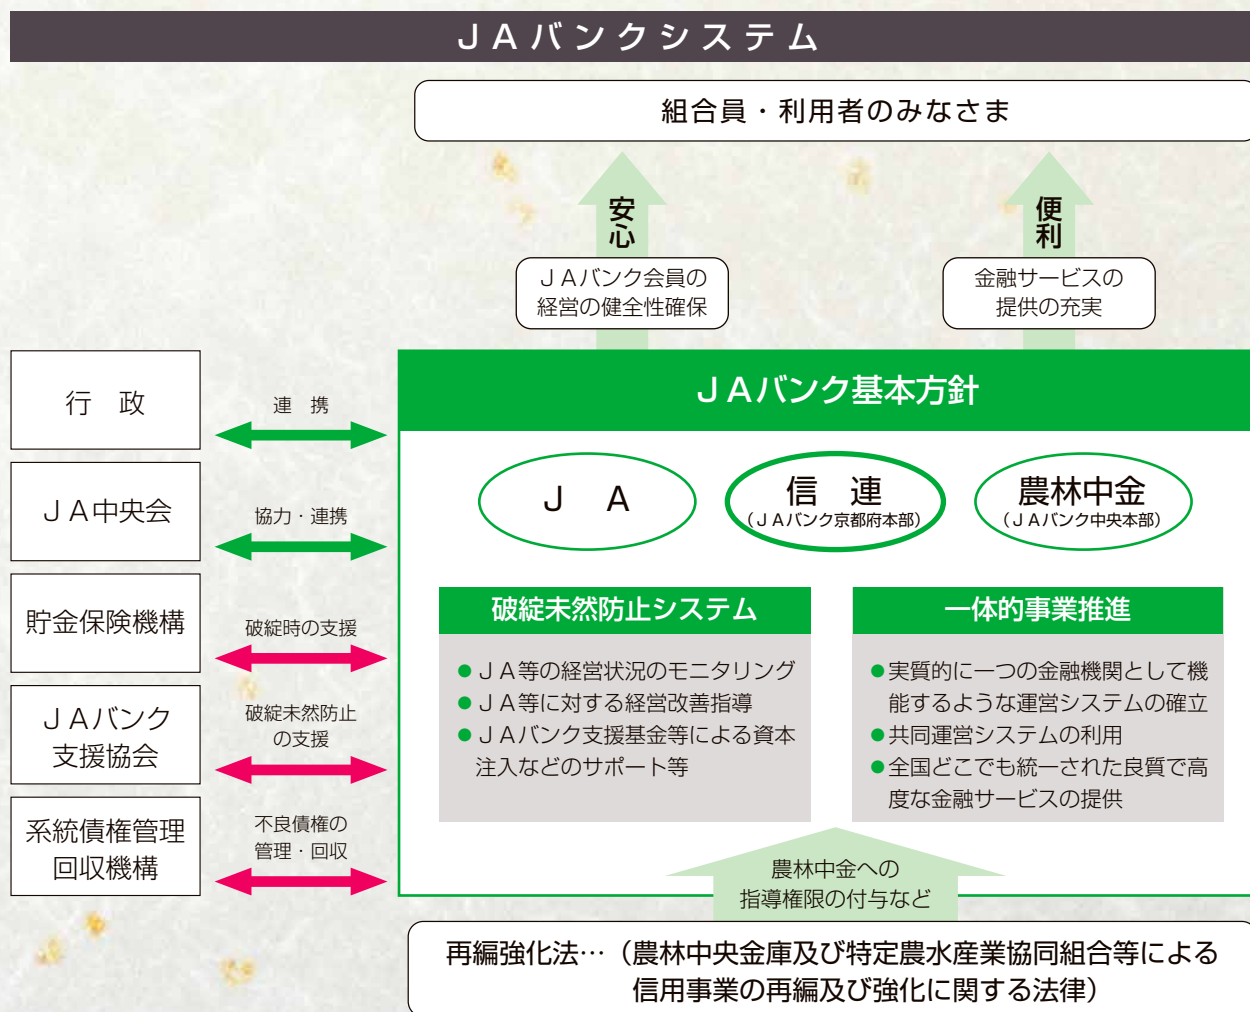 JAバンクシステム
組合員・利用者のみなさま
安心
便利
JAバンク会員の
経営の健全性確保
金融サービスの
提供の充実
行　政
連　携
JA中央会
協力・連携
貯金保険機構
破綻時の支援
JAバンク
支援協会
破綻未然防止
の支援
系統債権管理
回収機構
不良債権の
管理・回収
JAバンク基本方針
J　A
信　連
（JAバンク京都府本部）
農林中金
（JAバンク中央本部）
破綻未然防止システム
●JA等の経営状況のモニタリング
●JA等に対する経営改善指導
●JAバンク支援基金等による資本
注入などのサポート等
一体的事業推進
●実質的に一つの金融機関として機
能するような運営システムの確立
●共同運営システムの利用
●全国どこでも統一された良質で高
度な金融サービスの提供
農林中金への
指導権限の付与など
再編強化法…（農林中央金庫及び特定農水産業協同組合等による
信用事業の再編及び強化に関する法律）